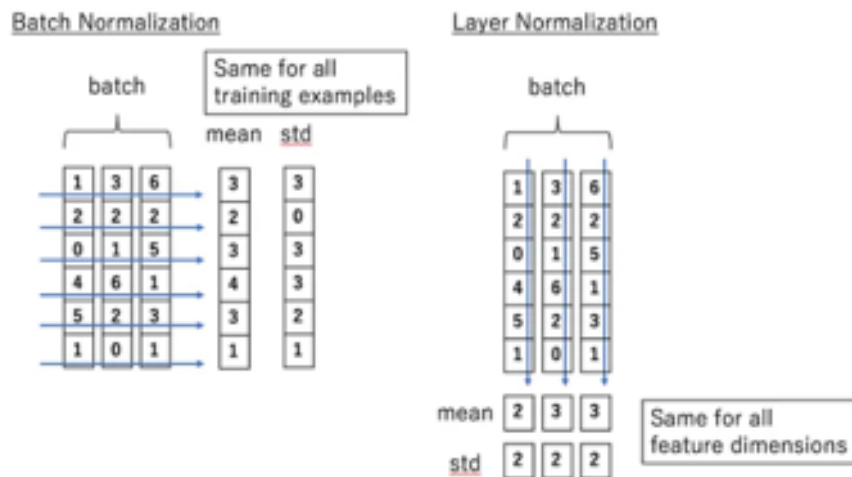 Batch Normalization
batch
Same for all
training examples
mean std
1 3 6 3 3
2 2 2 2 0
0 1 5 3 3
4 6 1 4 3
5 2 3 3 2
1 0 1 1 1
Layer Normalization
batch
1 3 6
2 2 2
0 1 5
4 6 1
5 2 3
1 0 1
mean 2 3 3
std 2 2 2
Same for all
feature dimensions